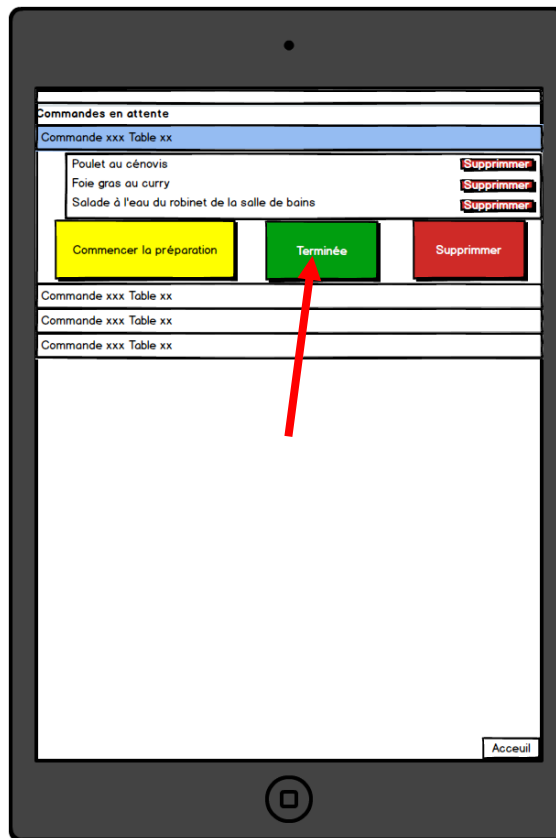 Commandes en attente
Commande xxx Table xx
Poulet au cénovis Supprimmer
Foie gras au curry Supprimmer
Salade à l'eau du robinet de la salle de bains Supprimmer
Commencer la préparation Terminée Supprimmer
Commande xxx Table xx
Commande xxx Table xx
Commande xxx Table xx
Acceuil